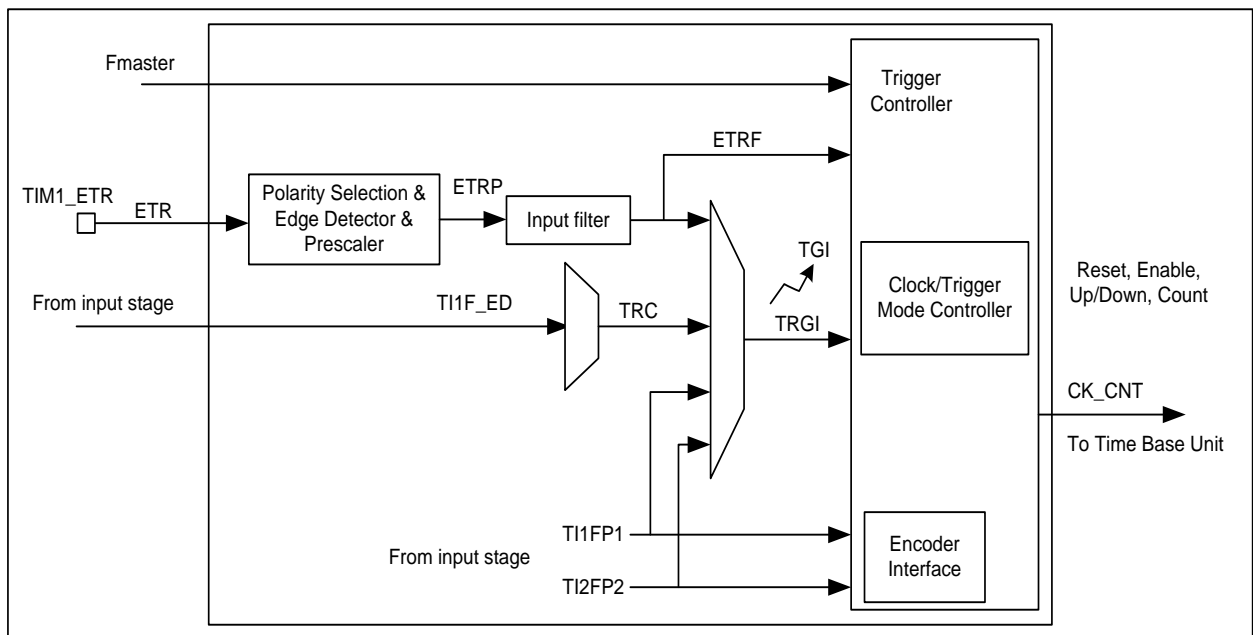 Fmaster
Trigger
Controller
ETRF
TIM1_ETR
ETR
Polarity Selection &
Edge Detector &
Prescaler
ETRP
Input filter
TGI
From input stage
TI1F_ED
TRC
TRGI
Clock/Trigger
Mode Controller
Reset, Enable,
Up/Down, Count
CK_CNT
To Time Base Unit
From input stage
TI1FP1
TI2FP2
Encoder
Interface